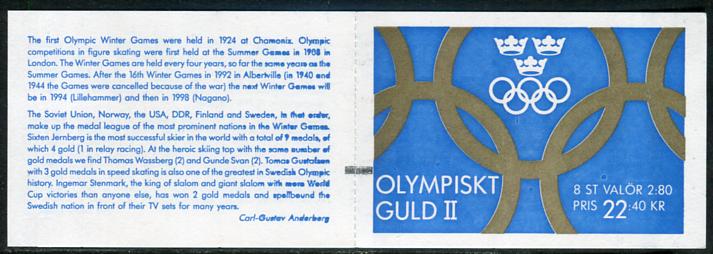 The first Olympic Winter Games were held in 1924 at Chamonix. Olympic
competitions in figure skating were first held at the Summer Games in 1908 in
London. The Winter Games are held every four years, so far the same years as the
Summer Games. After the 16th Winter Games in 1992 in Albertville (in 1940 and
1944 the Games were cancelled because of the war) the next Winter Games will
be in 1994 (Lillehammer) and then in 1998 (Nagano).
The Soviet Union, Norway, the USA, DDR, Finland and Sweden, in that order,
make up the medal league of the most prominent nations in the Winter Games.
Sixten Jernberg is the most successful skier in the world with a total of 9 medals, of
which 4 gold (1 in relay racing). At the heroic skiing top with the same number of
gold medals we find Thomas Wassberg (2) and Gunde Svan (2). Tomas Gustafson
with 3 gold medals in speed skating is also one of the greatest in Swedish Olympic
history. Ingemar Stenmark, the king of slalom and giant slalom with more World
Cup victories than anyone else, has won 2 gold medals and spellbound the
Swedish nation in front of their TV sets for many years.
Carl-Gustav Anderberg
OLYMPISKT
GULD II
8 ST VALÖR 2:80
PRIS 22:40 KR